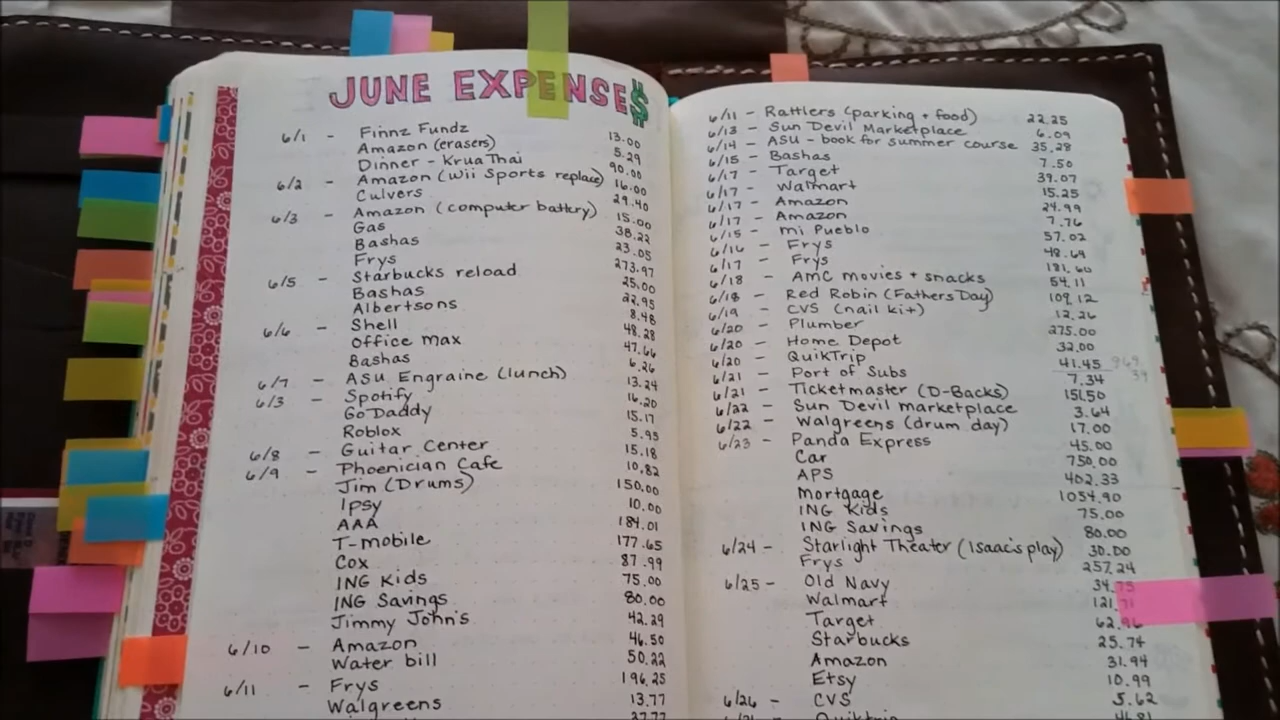 JUNE EXPENSE$
6/1 - Finnz Fundz 13.00
Amazon (erasers) 5.29
Dinner - Krua Thai 90.00
6/2 - Amazon (Wii Sports replace) 16.00
Culvers 29.40
6/3 - Amazon (computer battery) 15.00
Gas 38.22
Bashas 23.05
Frys 273.97
6/5 - Starbucks reload 25.00
Bashas 22.95
Albertsons 8.48
6/6 - Shell 48.28
Office max 47.66
Bashas 6.26
6/7 - ASU Engraine (lunch) 13.24
6/3 - Spotify 16.20
GoDaddy 15.17
Roblox 5.95
6/8 - Guitar Center 15.18
6/9 - Phoenician Cafe 10.82
Jim (Drums) 150.00
Ipsy 10.00
AAA 184.01
T-mobile 177.65
Cox 87.99
ING Kids 75.00
ING Savings 80.00
Jimmy John's 42.29
6/10 - Amazon 46.50
Water bill 50.22
6/11 - Frys 196.25
Walgreens 13.77
6/11 - Rattlers (parking + food) 22.25
6/13 - Sun Devil Marketplace 6.09
6/14 - ASU - book for summer course 35.28
6/15 - Bashas 7.50
6/17 - Target 39.07
6/17 - Walmart 15.25
6/17 - Amazon 24.99
6/17 - Amazon 7.76
6/15 - mi Pueblo 57.02
6/16 - Frys 48.69
6/17 - Frys 181.60
6/18 - AMC movies + snacks 54.11
6/18 - Red Robin (Fathers Day) 109.12
6/19 - CVS (nail kit) 12.26
6/20 - Plumber 275.00
6/20 - Home Depot 32.00
6/20 - QuikTrip 41.45
6/21 - Port of Subs 7.34
6/21 - Ticketmaster (D-Backs) 151.50
6/22 - Sun Devil marketplace 3.64
6/22 - Walgreens (drum day) 17.00
6/23 - Panda Express 45.00
Car 750.00
APS 402.33
Mortgage 1054.90
ING Kids 75.00
ING Savings 80.00
6/24 - Starlight Theater (Isaac's play) 30.00
Frys 257.24
6/25 - Old Navy 34.75
Walmart 121.71
Target 62.96
Starbucks 25.74
Amazon 31.94
Etsy 10.99
6/26 - CVS 5.62